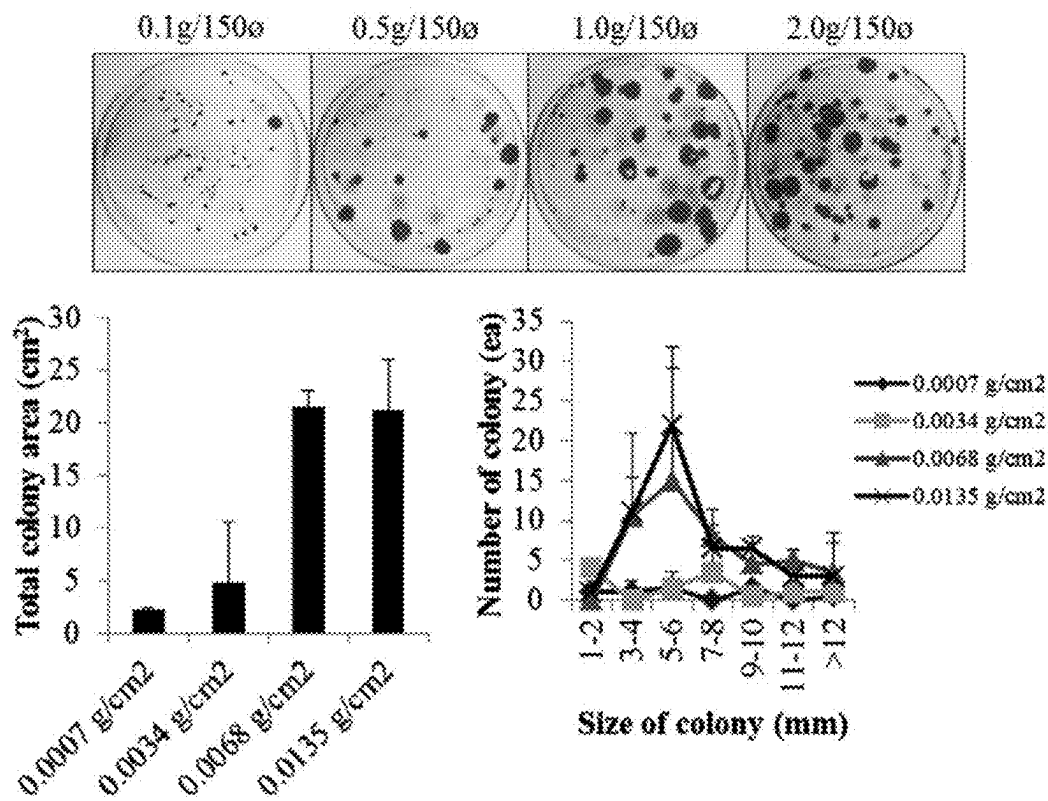 0.1g/150ø 0.5g/150ø 1.0g/150ø 2.0g/150ø
Total colony area (cm²)
30
25
20
15
10
5
0
0.0007 g/cm2
0.0034 g/cm2
0.0068 g/cm2
0.0135 g/cm2
Number of colony (ea)
35
30
25
20
15
10
5
0
1-2
3-4
5-6
7-8
9-10
11-12
>12
Size of colony (mm)
0.0007 g/cm2
0.0034 g/cm2
0.0068 g/cm2
0.0135 g/cm2